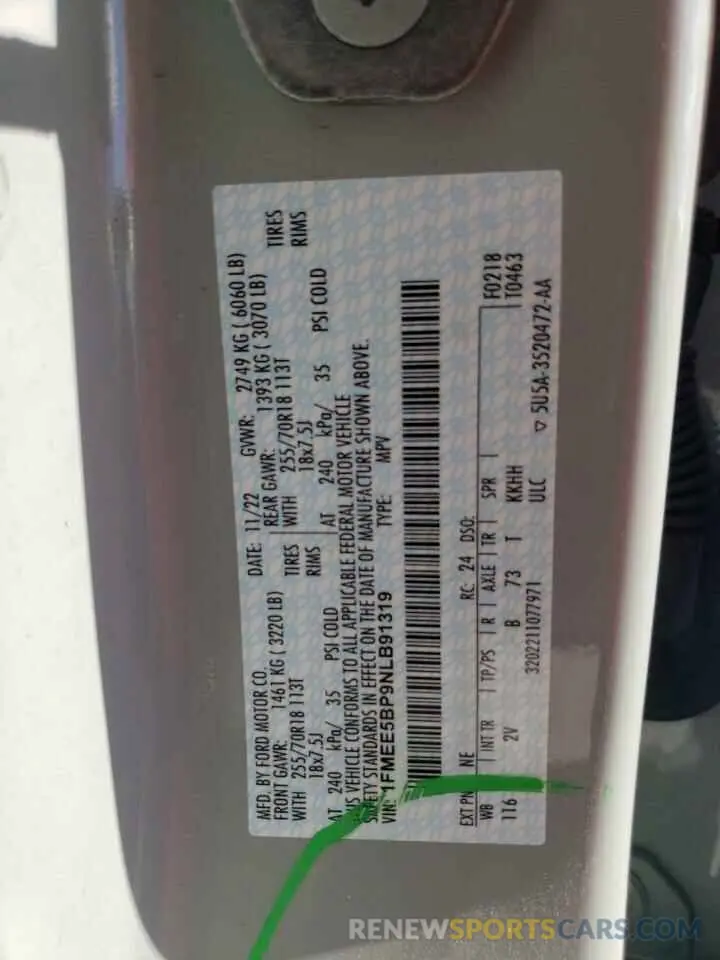 MFD. BY FORD MOTOR CO.
DATE: 11/22 GVWR: 2749 KG ( 6060 LB)
FRONT GAWR: 1461 KG ( 3220 LB) REAR GAWR: 1393 KG ( 3070 LB)
WITH 255/70R18 113T TIRES WITH 255/70R18 113T TIRES
18x7.5J RIMS 18x7.5J RIMS
AT 240 kPa/ 35 PSI COLD AT 240 kPa/ 35 PSI COLD
THIS VEHICLE CONFORMS TO ALL APPLICABLE FEDERAL MOTOR VEHICLE
SAFETY STANDARDS IN EFFECT ON THE DATE OF MANUFACTURE SHOWN ABOVE.
VIN: 1FMEE5BP9NLB91319 TYPE: MPV
EXT PNT NE RC: 24 DSO: F0218
WB INT TR TP/PS R AXLE TR SPR T0463
116 2V B 73 T KKHH
3202211077971 ULC ▽ 5U5A-3520472-AA
RENEWSPORTSCARS.COM